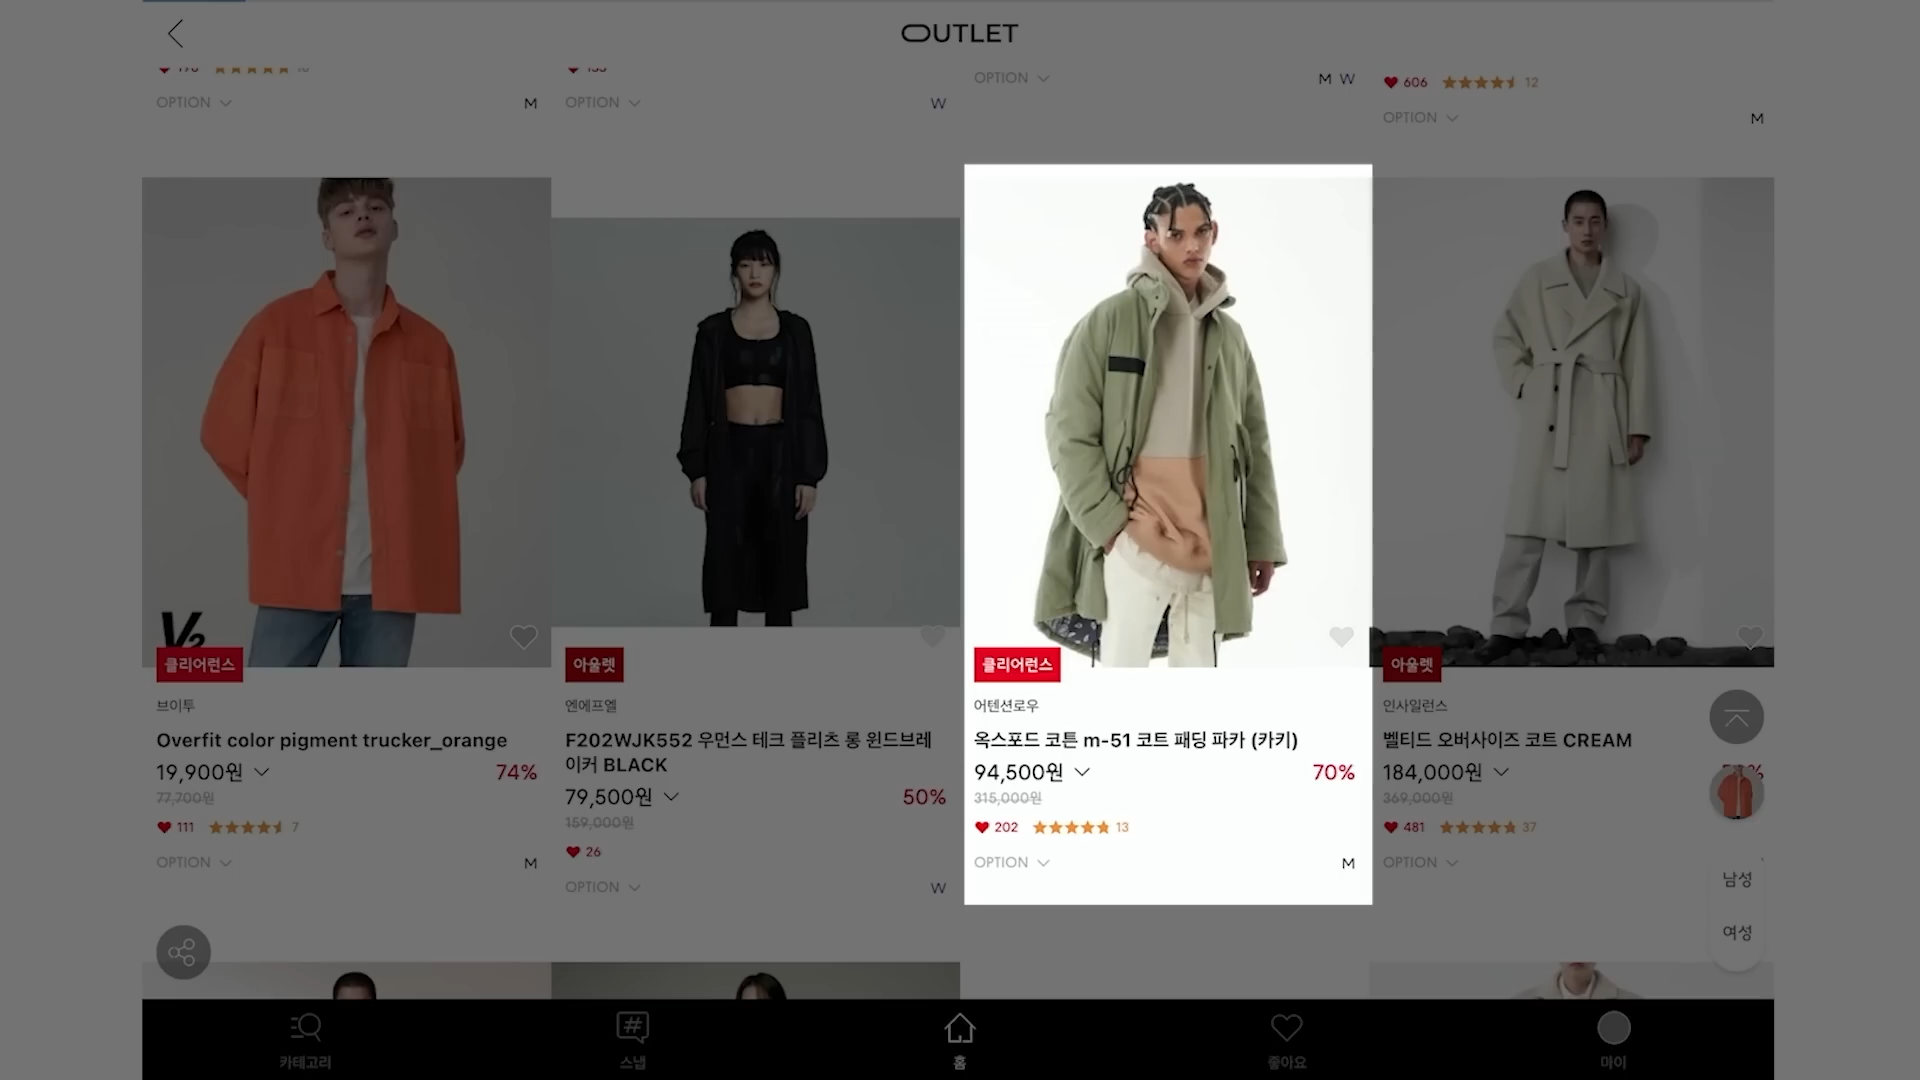 OUTLET
OPTION
M
OPTION
W
OPTION
M W
606 12
OPTION
M
V2
클리어런스
브이투
Overfit color pigment trucker_orange
19,900원 74%
77,700원
111 7
OPTION
M
아울렛
엔에프엘
F202WJK552 우먼스 테크 플리츠 롱 윈드브레
이커 BLACK
79,500원 50%
159,000원
26
OPTION
W
클리어런스
어텐션로우
옥스포드 코튼 m-51 코트 패딩 파카 (카키)
94,500원 70%
315,000원
202 13
OPTION
M
아울렛
인사일런스
벨티드 오버사이즈 코트 CREAM
184,000원
369,000원
481 37
OPTION
남성
여성
카테고리
스냅
홈
좋아요
마이